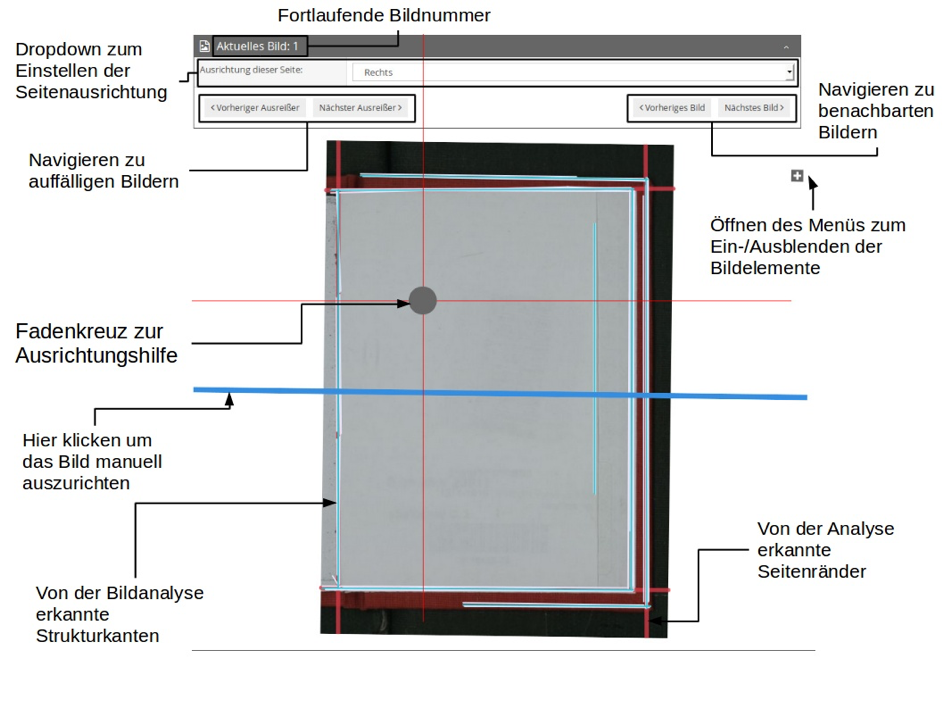 Fortlaufende Bildnummer
Dropdown zum
Einstellen der
Seitenausrichtung
Aktuelles Bild: 1
Ausrichtung dieser Seite:
Rechts
Vorheriger Ausreißer
Nächster Ausreißer
Vorheriges Bild
Nächstes Bild
Navigieren zu
benachbarten
Bildern
Navigieren zu
auffälligen Bildern
Öffnen des Menüs zum
Ein-/Ausblenden der
Bildelemente
Fadenkreuz zur
Ausrichtungshilfe
Hier klicken um
das Bild manuell
auszurichten
Von der Analyse
erkannte
Seitenränder
Von der Bildanalyse
erkannte
Strukturkanten